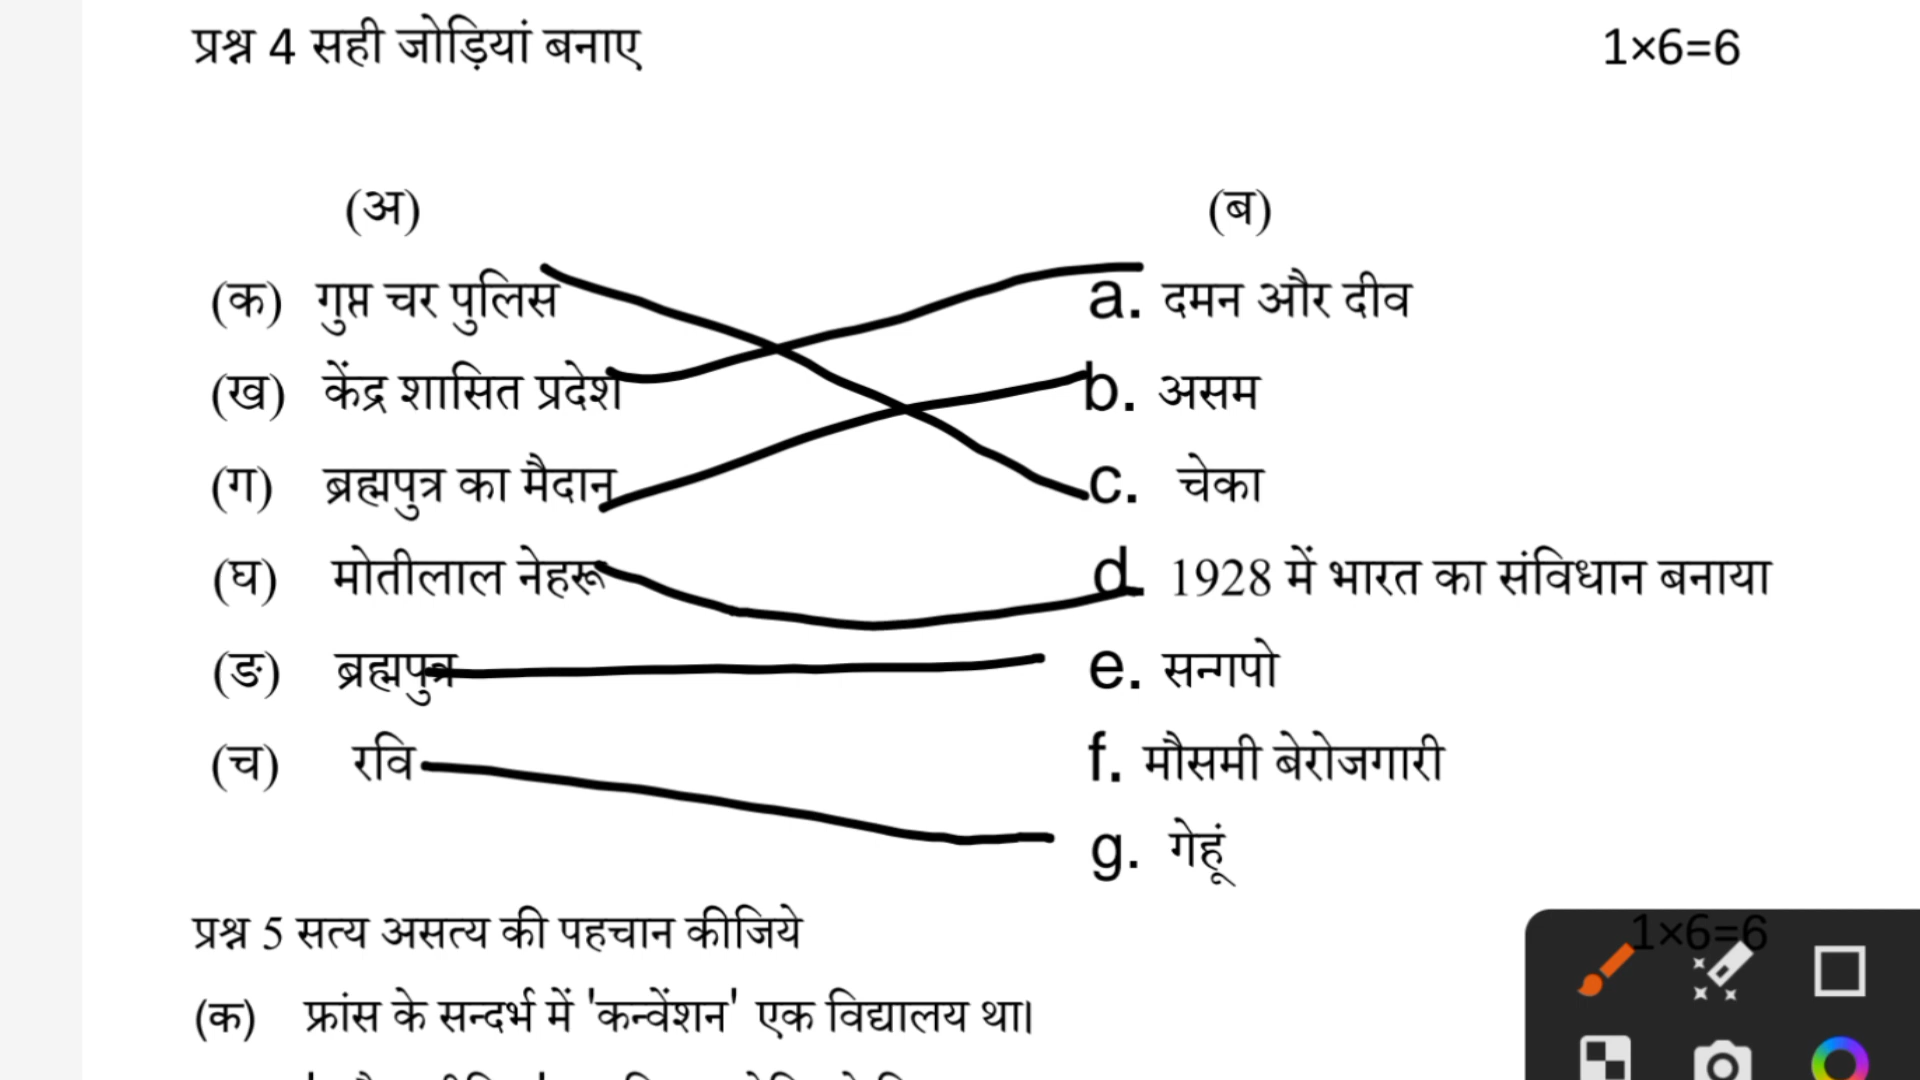 प्रश्न 4 सही जोड़ियां बनाए 1×6=6
(अ) (ब)
(क) गुप्त चर पुलिस a. दमन और दीव
(ख) केंद्र शासित प्रदेश b. असम
(ग) ब्रह्मपुत्र का मैदान c. चेका
(घ) मोतीलाल नेहरू d. 1928 में भारत का संविधान बनाया
(ङ) ब्रह्मपुत्र e. सन्गपो
(च) रवि f. मौसमी बेरोजगारी
g. गेहूं
प्रश्न 5 सत्य असत्य की पहचान कीजिये 1×6=6
(क) फ्रांस के सन्दर्भ में 'कन्वेंशन' एक विद्यालय था।